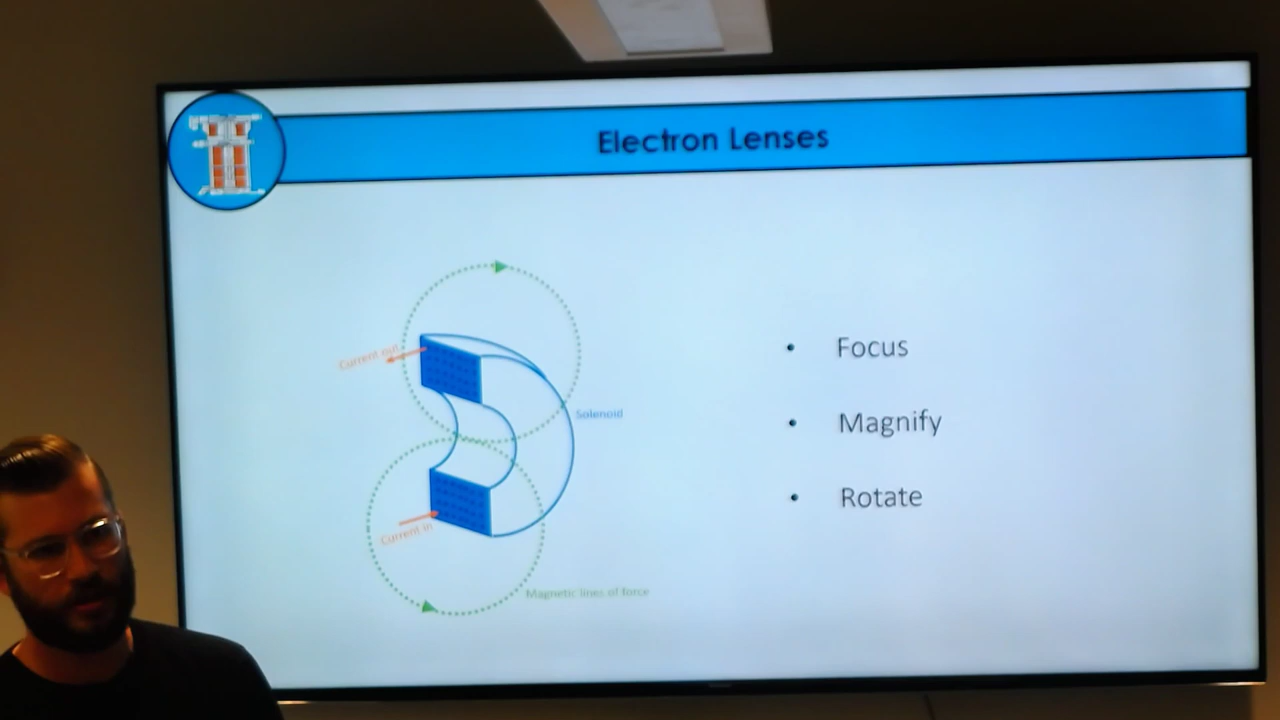 Electron Lenses
Current out
Solenoid
Current in
Magnetic lines of force
• Focus
• Magnify
• Rotate